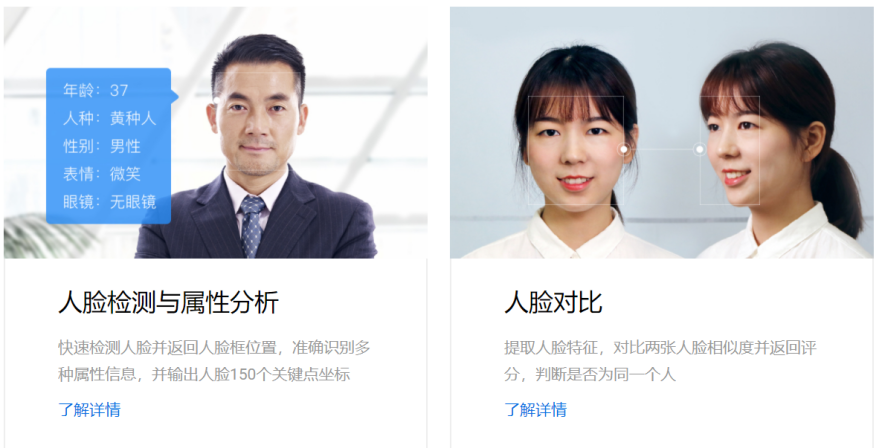 年龄：37
人种：黄种人
性别：男性
表情：微笑
眼镜：无眼镜
人脸检测与属性分析
快速检测人脸并返回人脸框位置，准确识别多
种属性信息，并输出人脸150个关键点坐标
了解详情
人脸对比
提取人脸特征，对比两张人脸相似度并返回评
分，判断是否为同一个人
了解详情